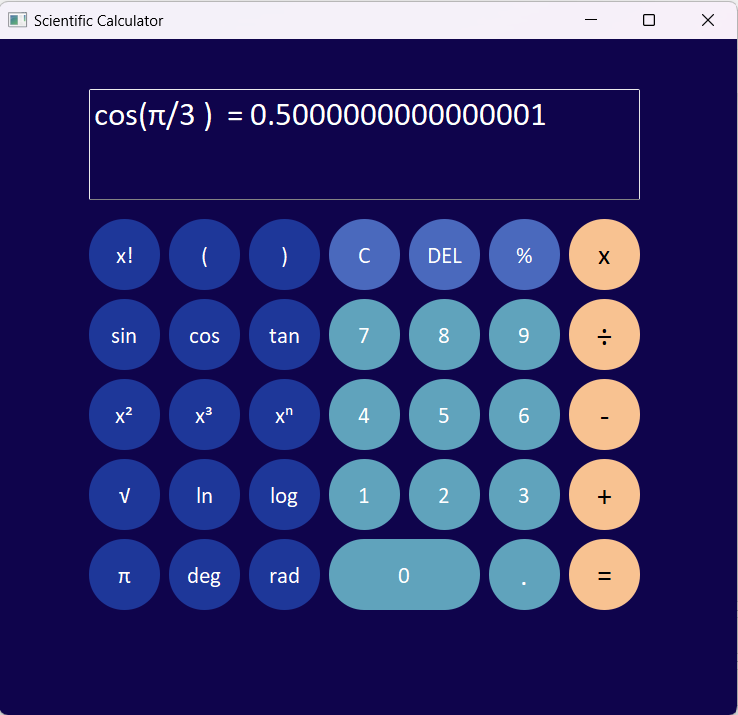 Scientific Calculator
cos(π/3 ) = 0.5000000000000001
x! ( ) C DEL % x
sin cos tan 7 8 9 ÷
x² x³ xⁿ 4 5 6 -
√ ln log 1 2 3 +
π deg rad 0 . =